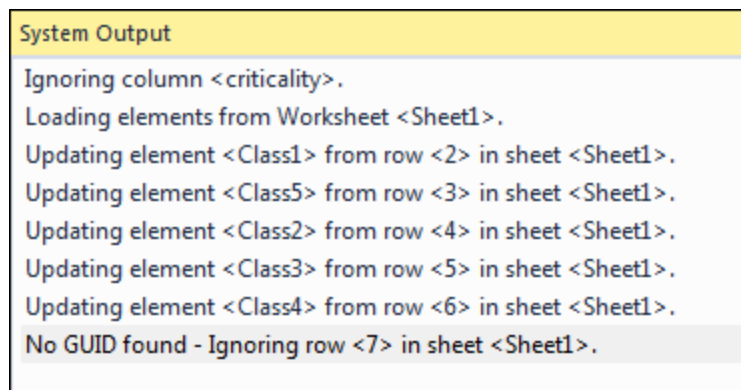 System Output
Ignoring column <criticality>.
Loading elements from Worksheet <Sheet1>.
Updating element <Class1> from row <2> in sheet <Sheet1>.
Updating element <Class5> from row <3> in sheet <Sheet1>.
Updating element <Class2> from row <4> in sheet <Sheet1>.
Updating element <Class3> from row <5> in sheet <Sheet1>.
Updating element <Class4> from row <6> in sheet <Sheet1>.
No GUID found - Ignoring row <7> in sheet <Sheet1>.